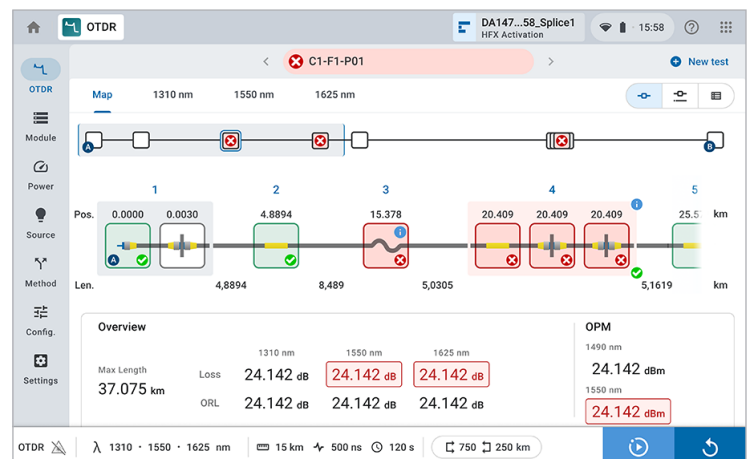 OTDR
DA147...58_Splice1
HFX Activation
15:58
C1-F1-P01
New test
OTDR
Map
1310 nm
1550 nm
1625 nm
Module
A
B
Power
1
2
3
4
5
Pos.
0.0000
0.0030
4.8894
15.378
20.409
20.409
20.409
km
Source
A
Method
Len.
4,8894
8,489
5,0305
5,1619
km
Config.
Overview
OPM
1310 nm
1550 nm
1625 nm
1490 nm
Max Length
Loss
24.142 dB
24.142 dB
24.142 dB
24.142 dBm
Settings
37.075 km
1550 nm
ORL
24.142 dB
24.142 dB
24.142 dB
24.142 dBm
OTDR
λ 1310 · 1550 · 1625 nm
15 km
500 ns
120 s
750
250 km